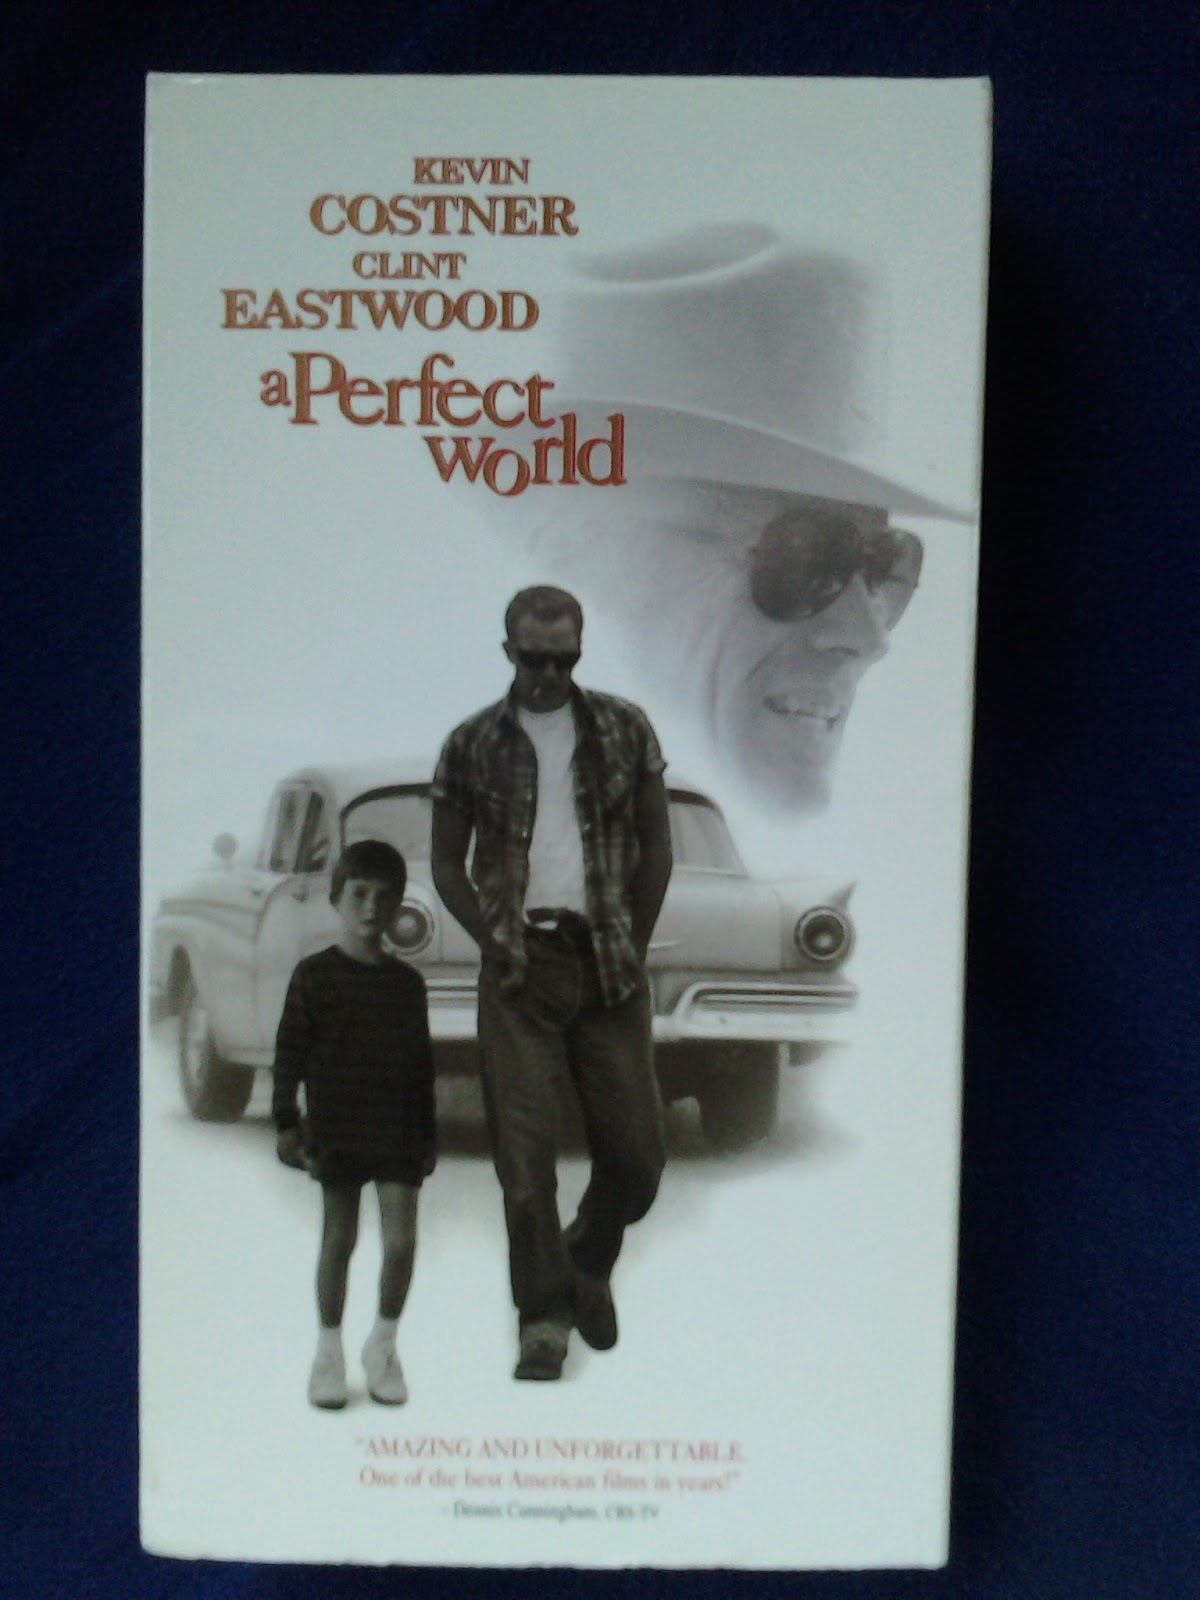 KEVIN
COSTNER
CLINT
EASTWOOD
a Perfect
world
"AMAZING AND UNFORGETTABLE.
One of the best American films in years!"
- Dennis Cunningham, CBS-TV